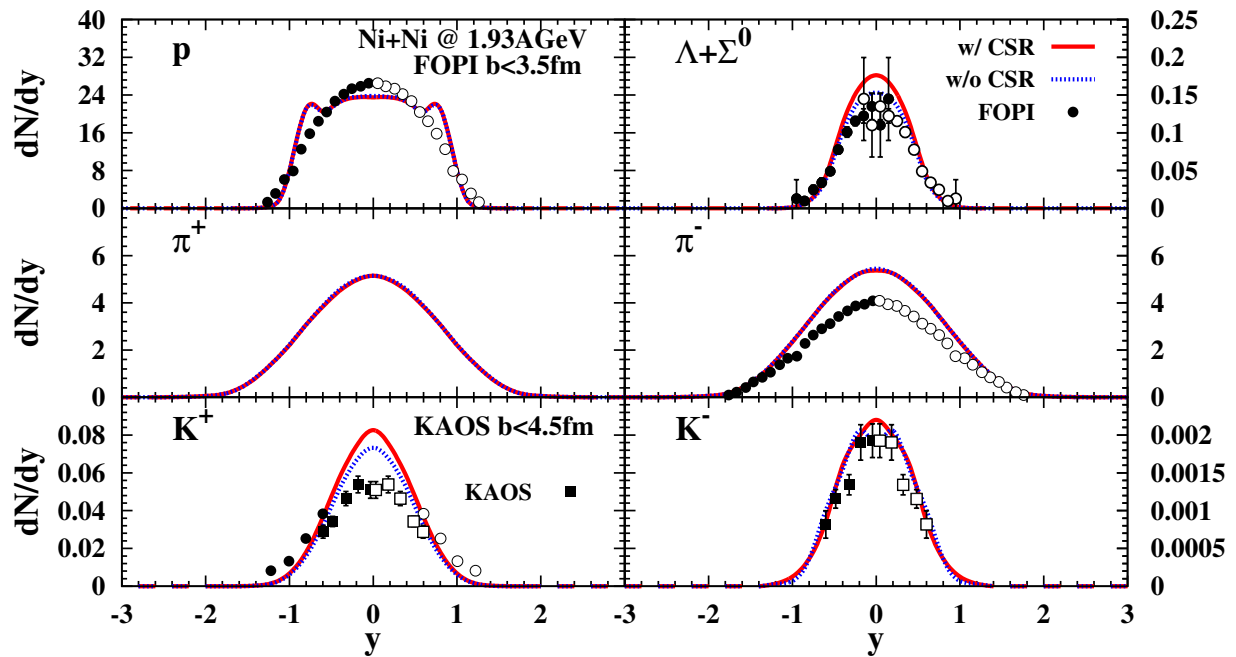 p
Ni+Ni @ 1.93AGeV
FOPI b<3.5fm
dN/dy
40
32
24
16
8
0
Λ+Σ⁰
w/ CSR
w/o CSR
FOPI
0.25
0.2
0.15
0.1
0.05
0
dN/dy
π⁺
6
4
2
0
π⁻
6
4
2
0
dN/dy
K⁺
KAOS b<4.5fm
KAOS
0.08
0.06
0.04
0.02
0
K⁻
0.002
0.0015
0.001
0.0005
0
-3 -2 -1 0 1 2 -3 -2 -1 0 1 2 3
y y